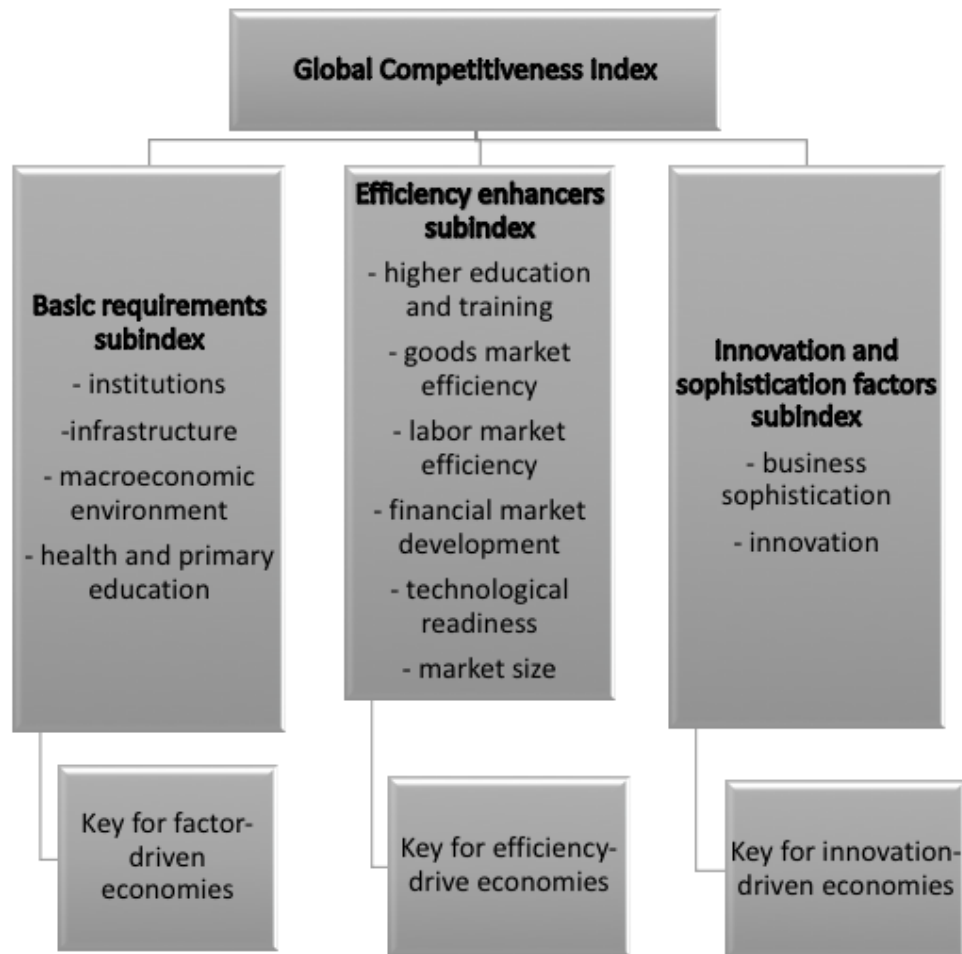 Global Competitiveness Index
Basic requirements
subindex
- institutions
-infrastructure
- macroeconomic
environment
- health and primary
education
Efficiency enhancers
subindex
- higher education
and training
- goods market
efficiency
- labor market
efficiency
- financial market
development
- technological
readiness
- market size
Innovation and
sophistication factors
subindex
- business
sophistication
- innovation
Key for factor-
driven
economies
Key for efficiency-
drive economies
Key for innovation-
driven economies